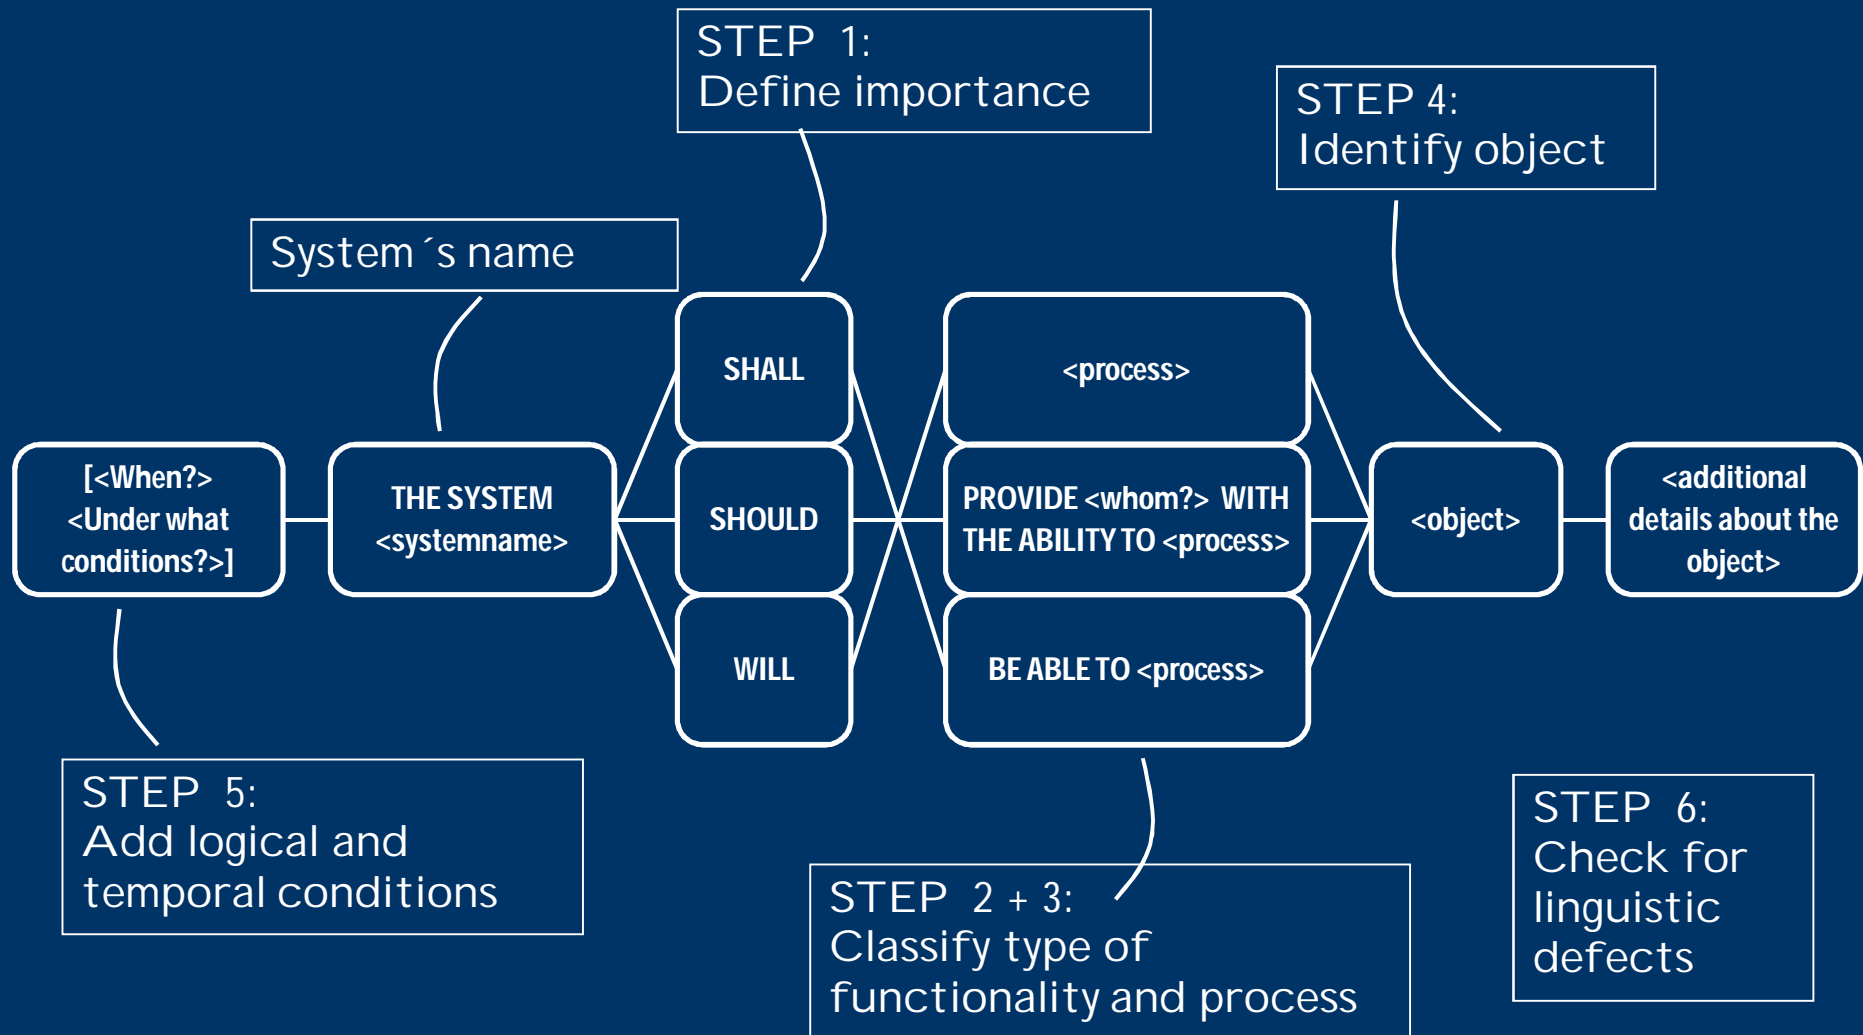 STEP 1:
Define importance
STEP 4:
Identify object
System´s name
SHALL
<process>
[<When?>
<Under what
conditions?>]
THE SYSTEM
<systemname>
SHOULD
PROVIDE <whom?> WITH
THE ABILITY TO <process>
<object>
<additional
details about the
object>
WILL
BE ABLE TO <process>
STEP 5:
Add logical and
temporal conditions
STEP 2 + 3:
Classify type of
functionality and process
STEP 6:
Check for
linguistic
defects